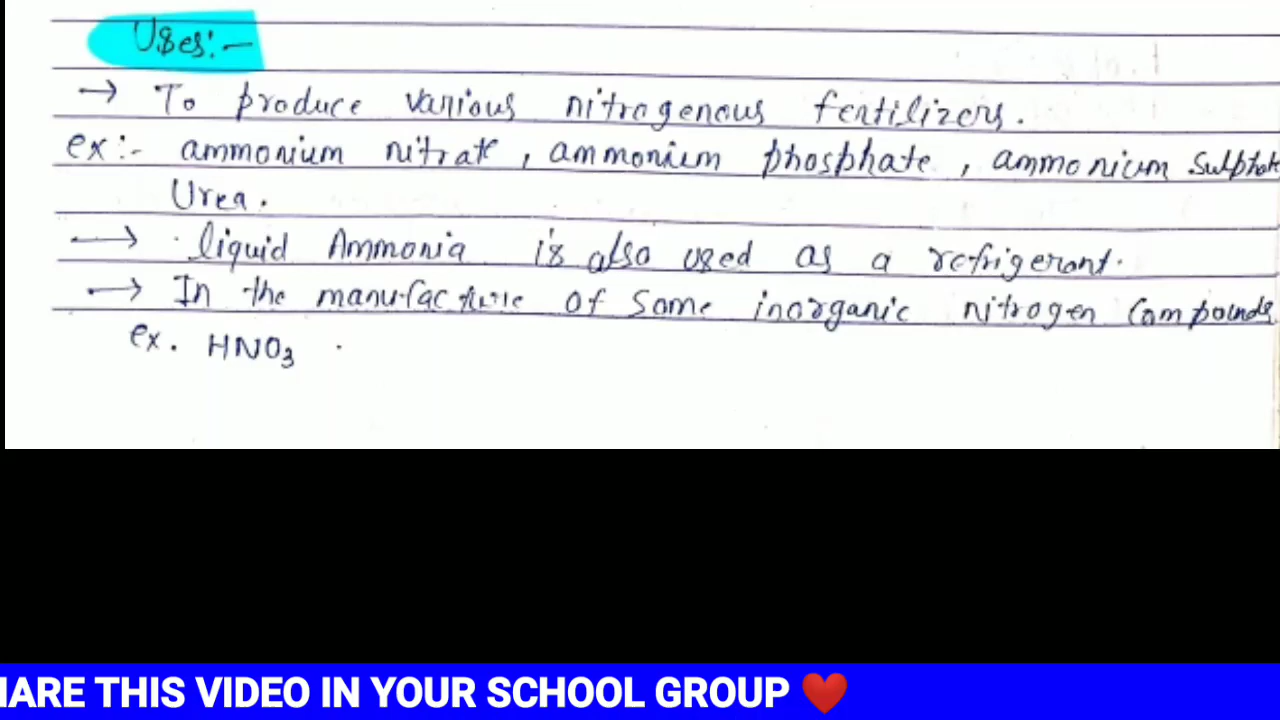 Uses:-
→ To produce various nitrogenous fertilizers.
ex:- ammonium nitrate, ammonium phosphate, ammonium sulphate
Urea.
→ liquid Ammonia is also used as a refrigerant.
→ In the manufacture of some inorganic nitrogen compounds
ex. HNO3
HARE THIS VIDEO IN YOUR SCHOOL GROUP ❤️